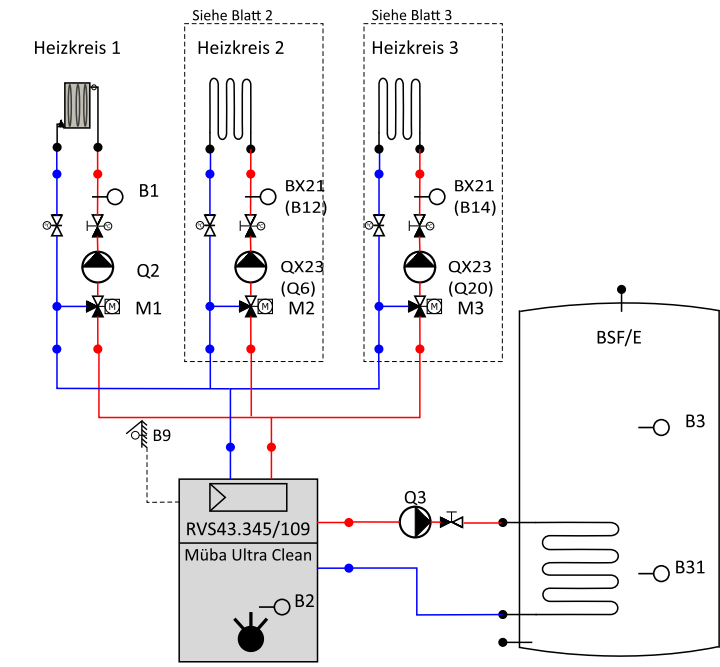 Siehe Blatt 2
Siehe Blatt 3
Heizkreis 1
Heizkreis 2
Heizkreis 3
B1
BX21
(B12)
BX21
(B14)
Q2
QX23
(Q6)
QX23
(Q20)
M
M1
M
M2
M
M3
BSF/E
B3
B9
Q3
RVS43.345/109
Müba Ultra Clean
B31
B2